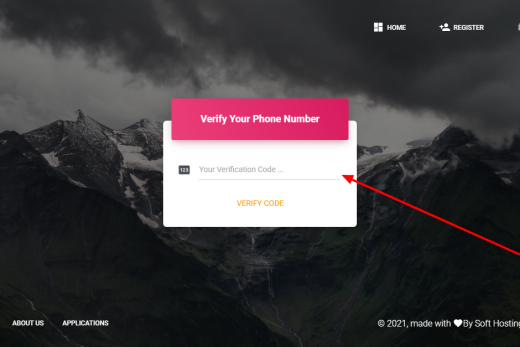 HOME
REGISTER
Verify Your Phone Number
123
Your Verification Code ...
VERIFY CODE
ABOUT US
APPLICATIONS
© 2021, made with ♥By Soft Hosting